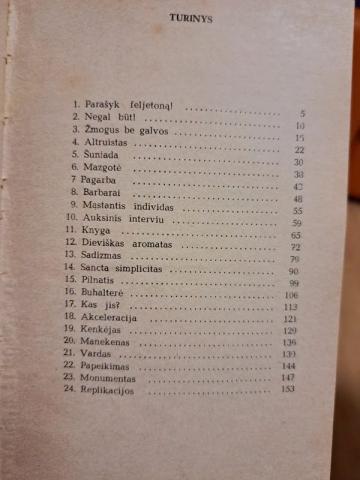 TURINYS
1. Parašyk feljetoną! 5
2. Negal būt! 10
3. Žmogus be galvos 15
4. Altruistas 22
5. Šuniada 30
6. Mazgotė 38
7 Pagarba 42
8. Barbarai 48
9. Mąstantis individas 55
10. Auksinis interviu 59
11. Knyga 65
12. Dieviškas aromatas 72
13. Sadizmas 79
14. Sancta simplicitas 90
15. Pilnatis 99
16. Buhalterė 106
17. Kas jis? 113
18. Akceleracija 121
19. Kenkėjas 129
20. Manekenas 136
21. Vardas 139
22. Papeikimas 144
23. Monumentas 147
24. Replikacijos 153